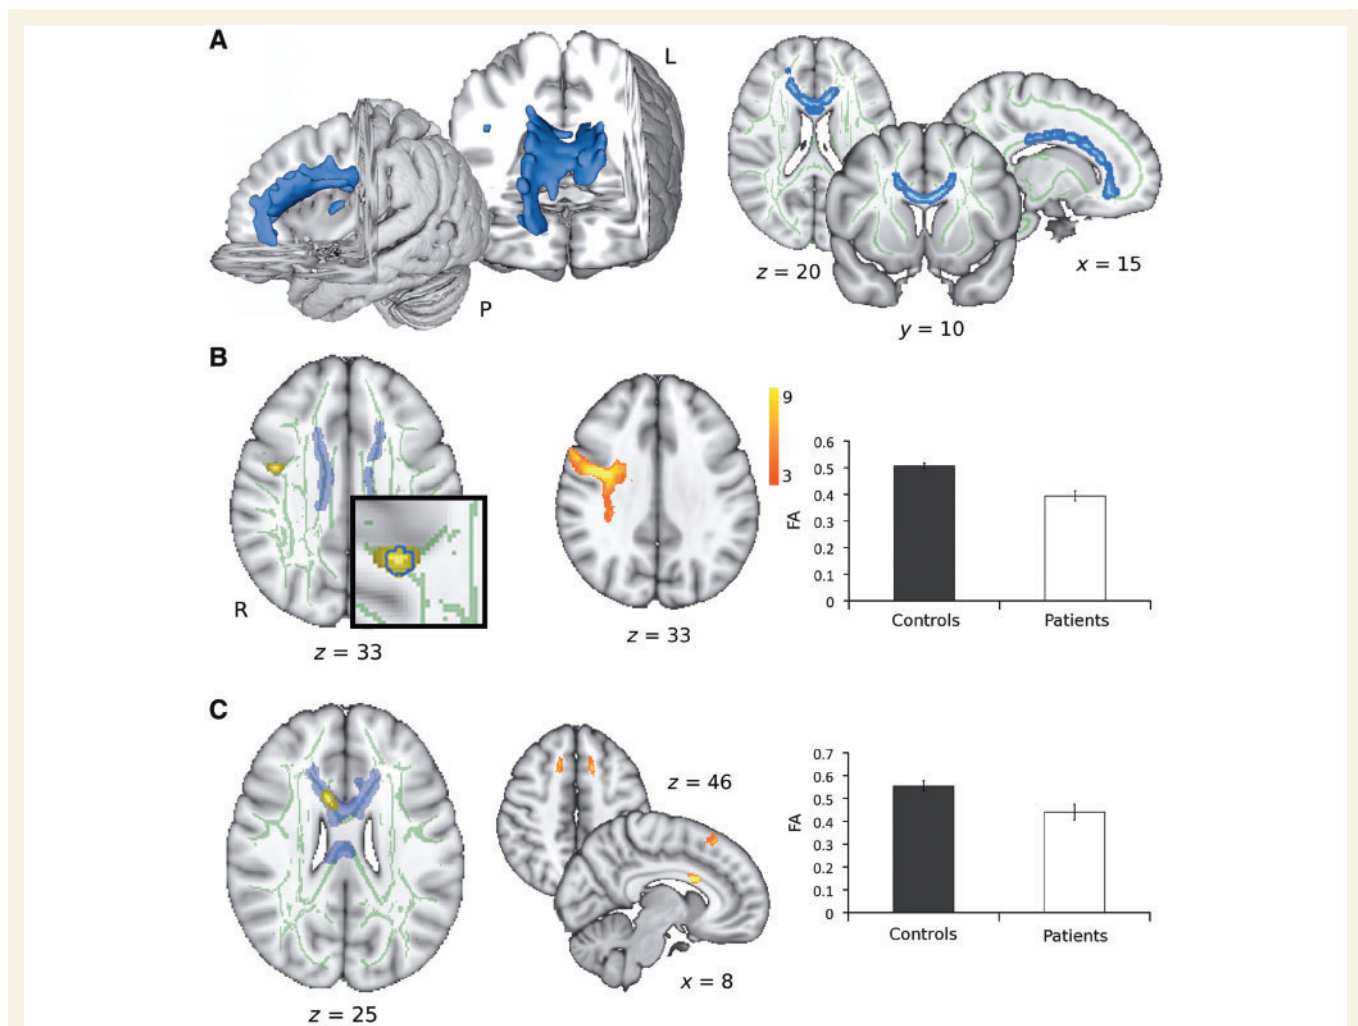 A
L
P
z = 20
x = 15
y = 10
B
R
z = 33
z = 33
9
3
0.6
0.5
0.4
0.3
0.2
0.1
0
FA
Controls
Patients
C
z = 25
z = 46
x = 8
0.7
0.6
0.5
0.4
0.3
0.2
0.1
0
FA
Controls
Patients